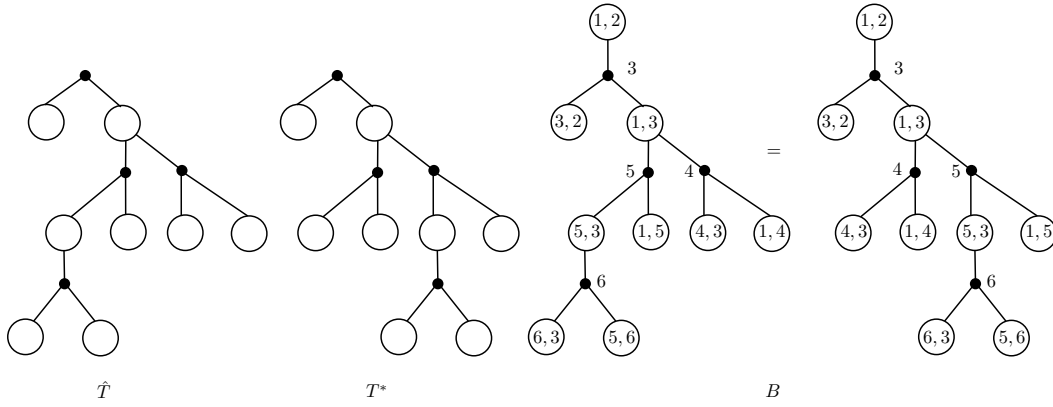 1, 2 1, 2
3 3
3, 2 1, 3 = 3, 2 1, 3
5 4 4 5
5, 3 1, 5 4, 3 1, 4 4, 3 1, 4 5, 3 1, 5
6 6
6, 3 5, 6 6, 3 5, 6
T̂ T* B